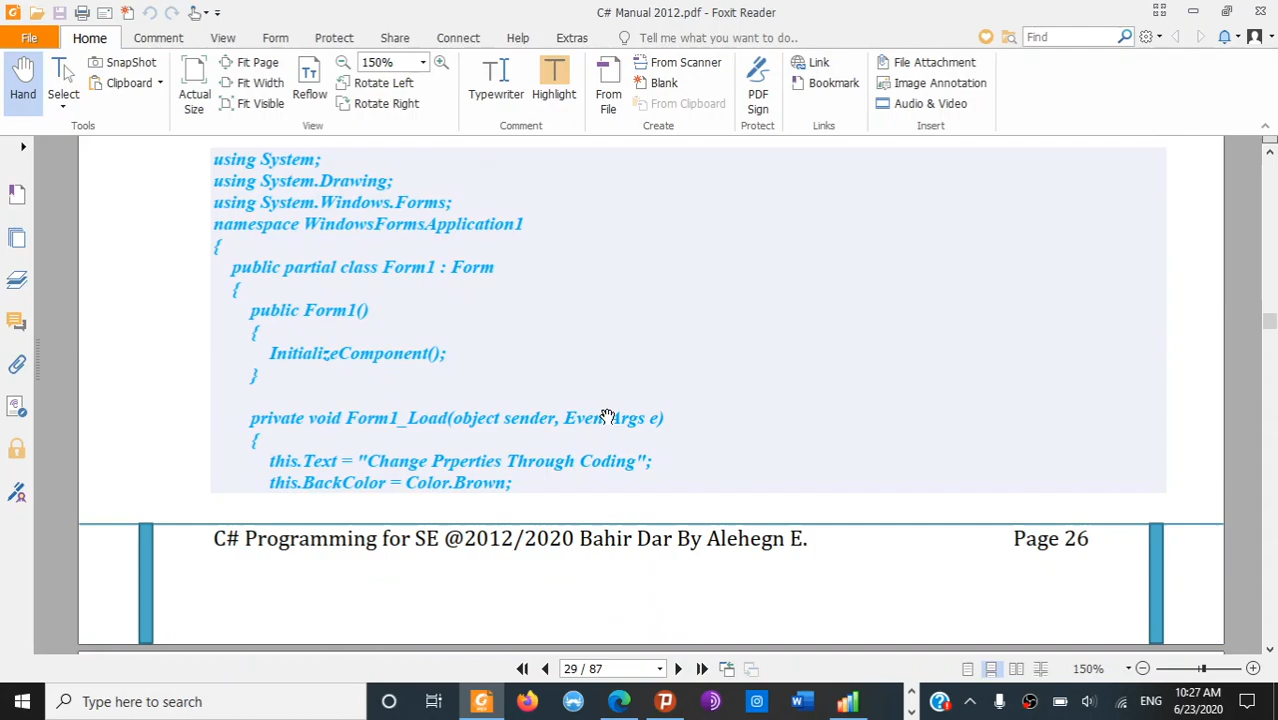 C# Manual 2012.pdf - Foxit Reader
File Home Comment View Form Protect Share Connect Help Extras Tell me what you want to do.. Find
Hand
Select
SnapShot
Clipboard
Tools
Actual Size
Fit Page
Fit Width
Fit Visible
Reflow
150%
Rotate Left
Rotate Right
View
Typewriter
Highlight
Comment
From File
From Scanner
Blank
From Clipboard
Create
PDF Sign
Protect
Link
Bookmark
Links
File Attachment
Image Annotation
Audio & Video
Insert
using System;
using System.Drawing;
using System.Windows.Forms;
namespace WindowsFormsApplication1
{
public partial class Form1 : Form
{
public Form1()
{
InitializeComponent();
}
private void Form1_Load(object sender, EventArgs e)
{
this.Text = "Change Prperties Through Coding";
this.BackColor = Color.Brown;
C# Programming for SE @2012/2020 Bahir Dar By Alehegn E. Page 26
29 / 87
150%
Type here to search
ENG
10:27 AM
6/23/2020